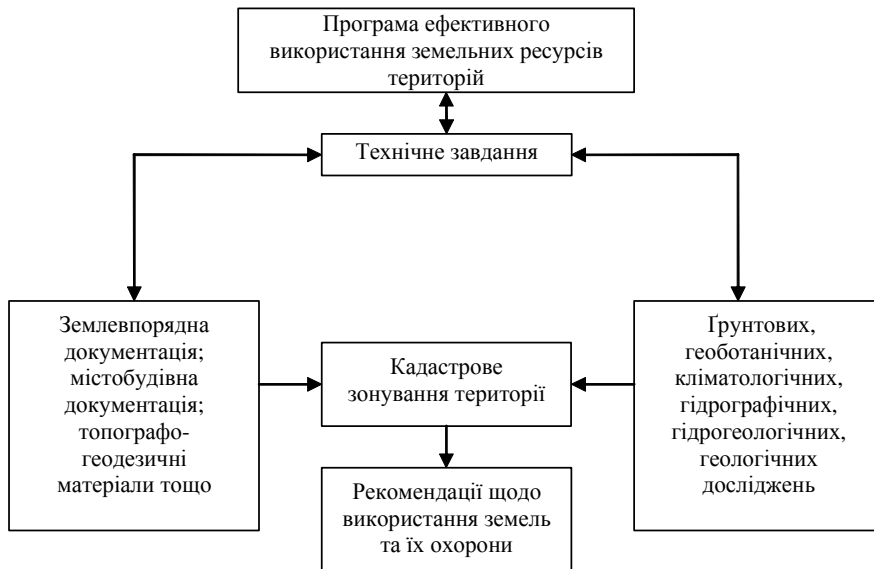 Програма ефективного
використання земельних ресурсів
територій
Технічне завдання
Землевпорядна
документація;
містобудівна
документація;
топографо-
геодезичні
матеріали тощо
Кадастрове
зонування території
Ґрунтових,
геоботанічних,
кліматологічних,
гідрографічних,
гідрогеологічних,
геологічних
досліджень
Рекомендації щодо
використання земель
та їх охорони